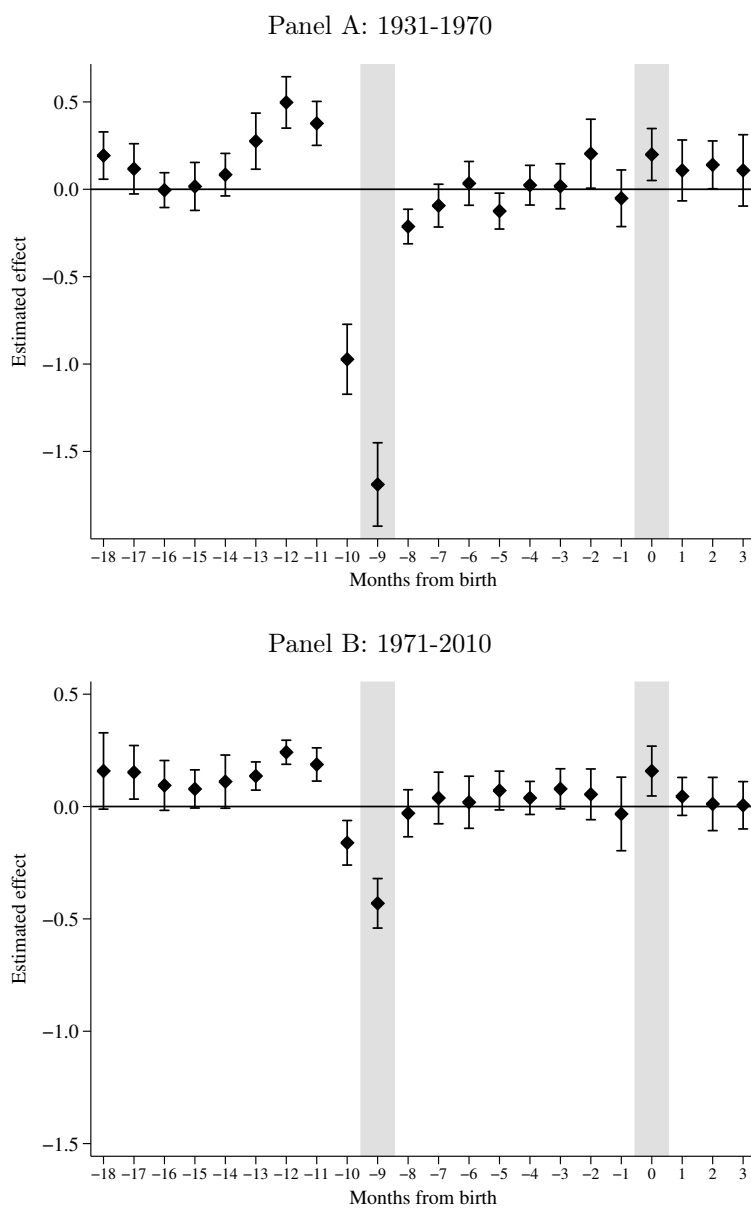 Panel A: 1931-1970
0.5
0.0
−0.5
−1.0
−1.5
Estimated effect
−18 −17 −16 −15 −14 −13 −12 −11 −10 −9 −8 −7 −6 −5 −4 −3 −2 −1 0 1 2 3
Months from birth
Panel B: 1971-2010
0.5
0.0
−0.5
−1.0
−1.5
Estimated effect
−18 −17 −16 −15 −14 −13 −12 −11 −10 −9 −8 −7 −6 −5 −4 −3 −2 −1 0 1 2 3
Months from birth